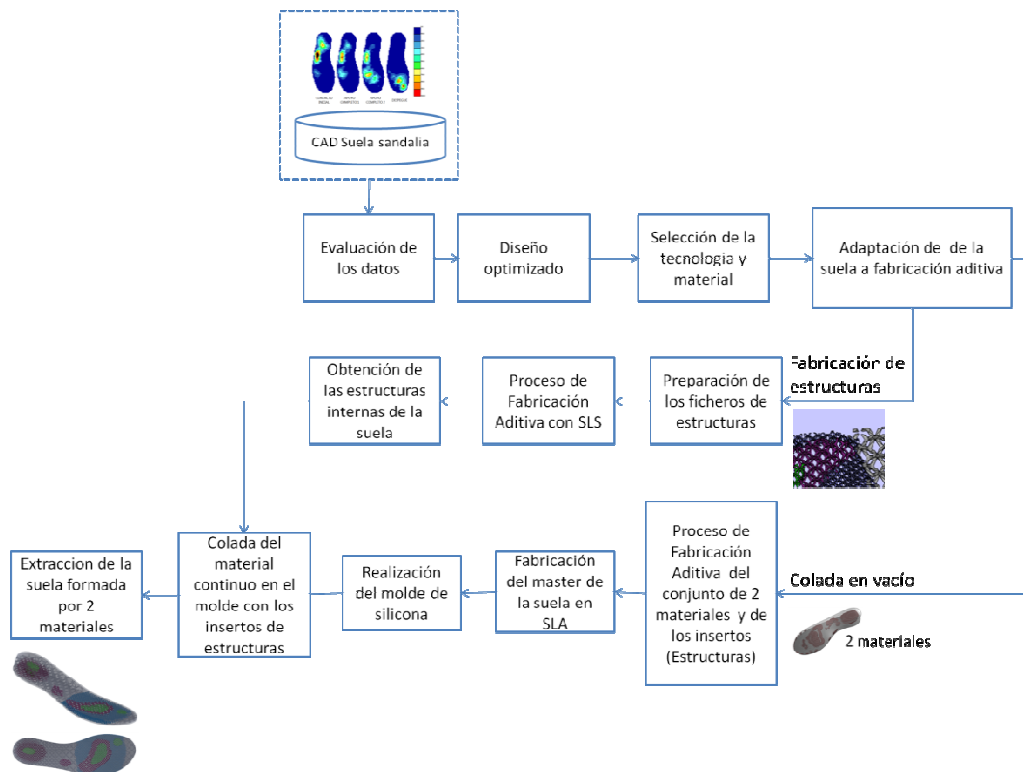 CAD Suela sandalia
Evaluación de
los datos
Diseño
optimizado
Selección de la
tecnologia y
material
Adaptación de de la
suela a fabricación aditiva
Fabricación de
estructuras
Preparación de
los ficheros de
estructuras
Proceso de
Fabricación
Aditiva con SLS
Obtención de
las estructuras
internas de la
suela
Colada en vacío
2 materiales
Proceso de
Fabricación
Aditiva del
conjunto de 2
materiales y de
los insertos
(Estructuras)
Fabricación
del master de
la suela en
SLA
Realización
del molde de
silicona
Colada del
material
continuo en el
molde con los
insertos de
estructuras
Extraccion de la
suela formada
por 2
materiales